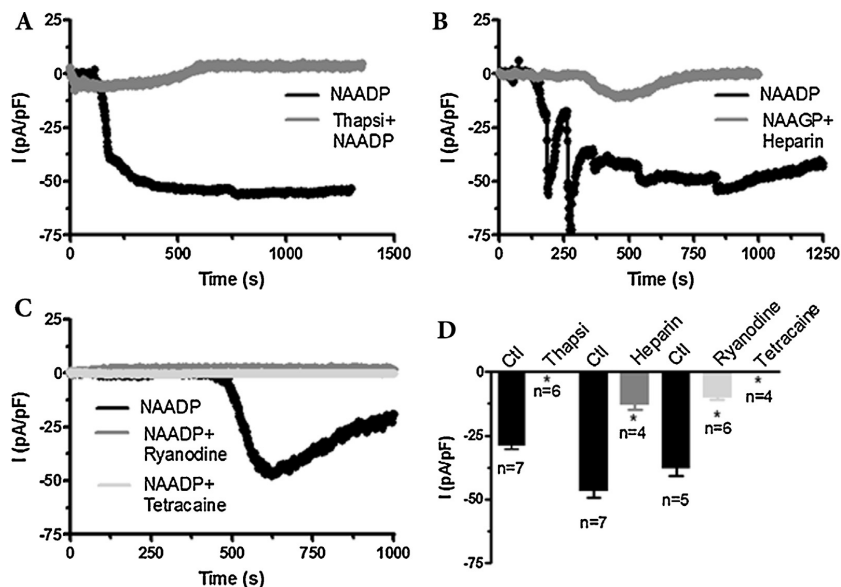 A
25
0
-25
-50
-75
I (pA/pF)
0
500
1000
1500
Time (s)
NAADP
Thapsi+
NAADP
B
25
0
-25
-50
-75
I (pA/pF)
0
250
500
750
1000
1250
Time (s)
NAADP
NAAGP+
Heparin
C
25
0
-25
-50
-75
I (pA/pF)
0
250
500
750
1000
Time (s)
NAADP
NAADP+
Ryanodine
NAADP+
Tetracaine
D
Ctl
Thapsi
Ctl
Heparin
Ctl
Ryanodine
Tetracaine
0
-25
-50
-75
I (pA/pF)
n=7
*
n=6
n=7
*
n=4
n=5
*
n=6
*
n=4